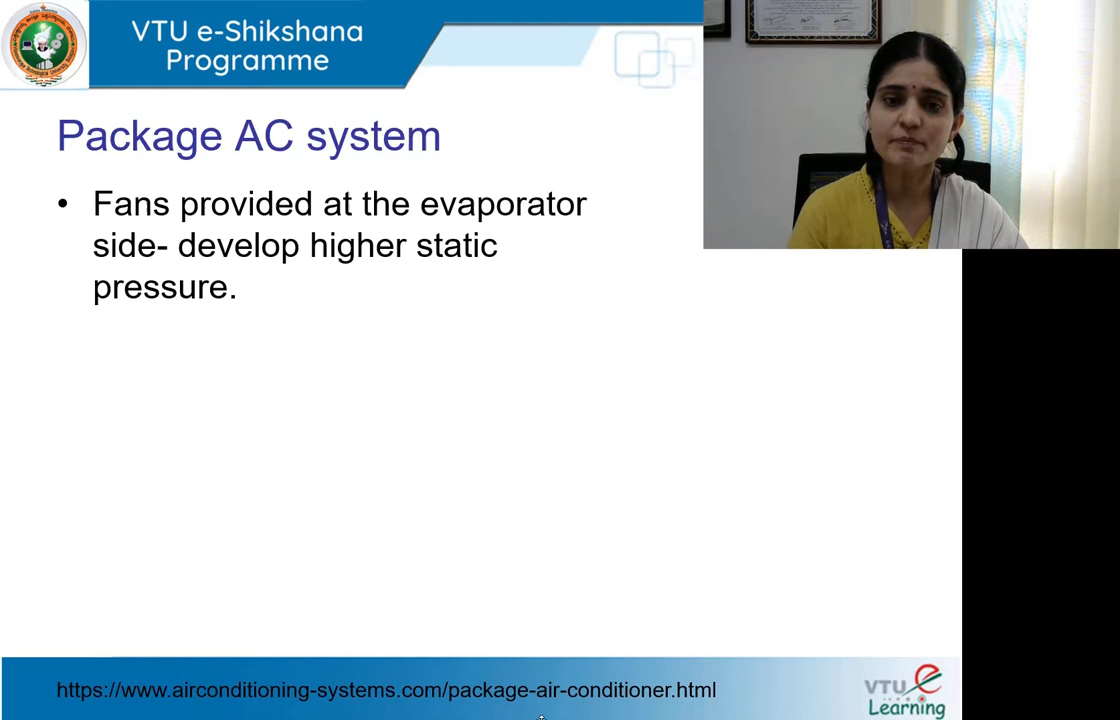 VTU e-Shikshana
Programme
Package AC system
• Fans provided at the evaporator
side- develop higher static
pressure.
https://www.airconditioning-systems.com/package-air-conditioner.html
VTU e
Learning